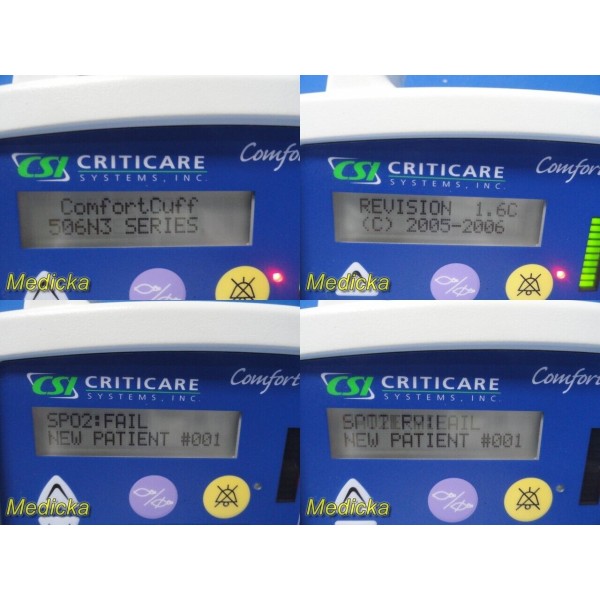 CSI CRITICARE Comfort
SYSTEMS, INC.
ComfortCuff
506N3 SERIES
Medicka
CSI CRITICARE Comfort
SYSTEMS, INC.
REVISION 1.6C
(C) 2005-2006
Medicka
CSI CRITICARE Comfort
SYSTEMS, INC.
SPO2:FAIL
NEW PATIENT #001
Medicka
CSI CRITICARE Comfort
SYSTEMS, INC.
NEW PATIENT #001
Medicka